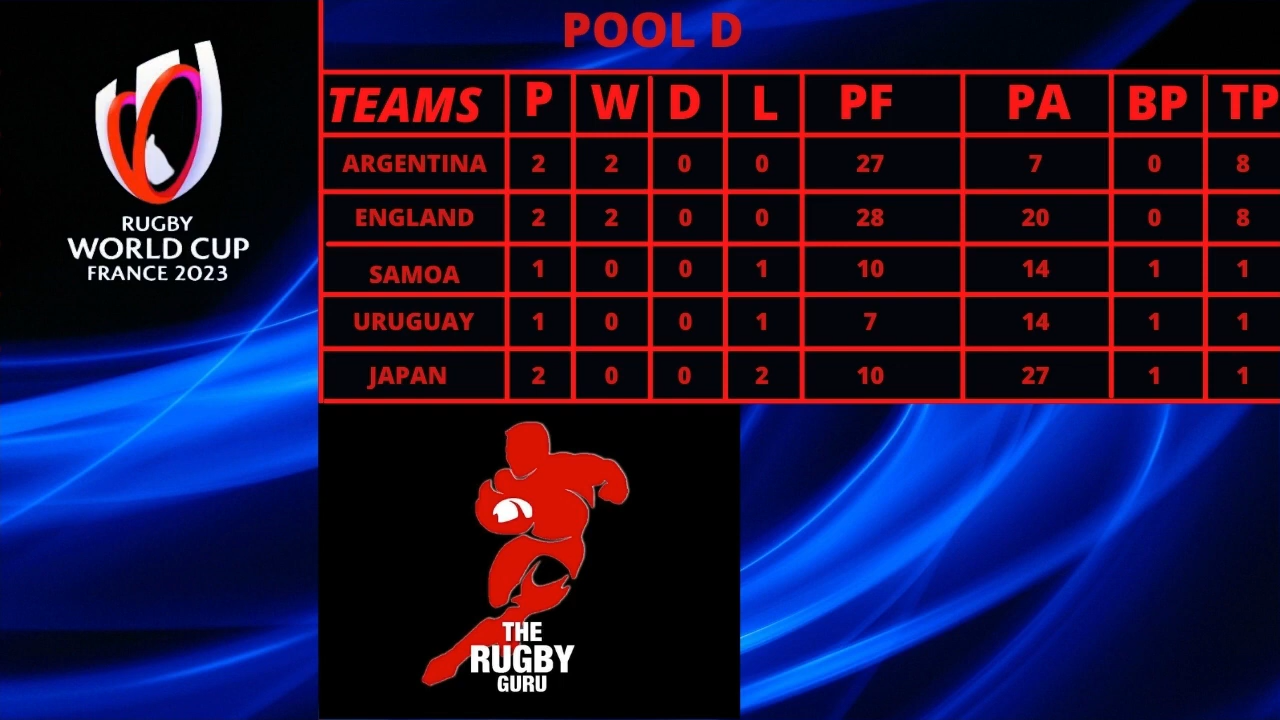 POOL D
RUGBY
WORLD CUP
FRANCE 2023
TEAMS P W D L PF PA BP TP
ARGENTINA 2 2 0 0 27 7 0 8
ENGLAND 2 2 0 0 28 20 0 8
SAMOA 1 0 0 1 10 14 1 1
URUGUAY 1 0 0 1 7 14 1 1
JAPAN 2 0 0 2 10 27 1 1
THE
RUGBY
GURU